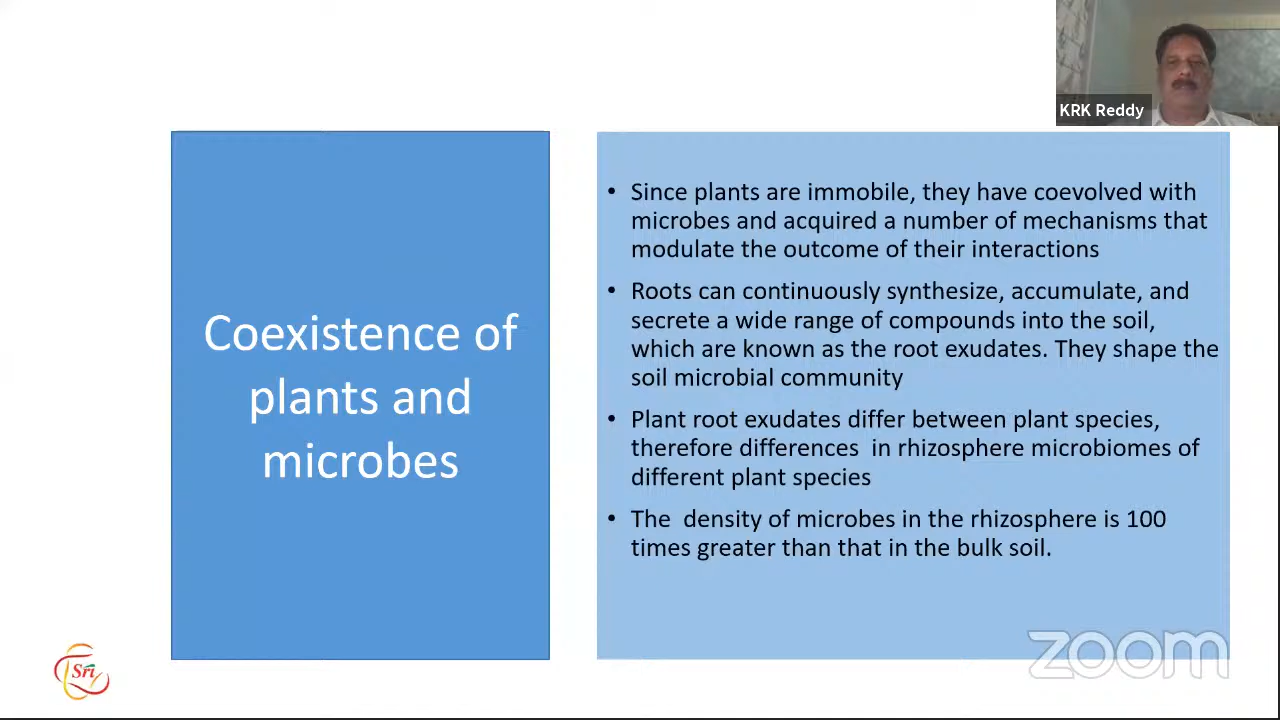 KRK Reddy
Coexistence of
plants and
microbes
• Since plants are immobile, they have coevolved with
microbes and acquired a number of mechanisms that
modulate the outcome of their interactions
• Roots can continuously synthesize, accumulate, and
secrete a wide range of compounds into the soil,
which are known as the root exudates. They shape the
soil microbial community
• Plant root exudates differ between plant species,
therefore differences  in rhizosphere microbiomes of
different plant species
• The  density of microbes in the rhizosphere is 100
times greater than that in the bulk soil.
Sri
zoom